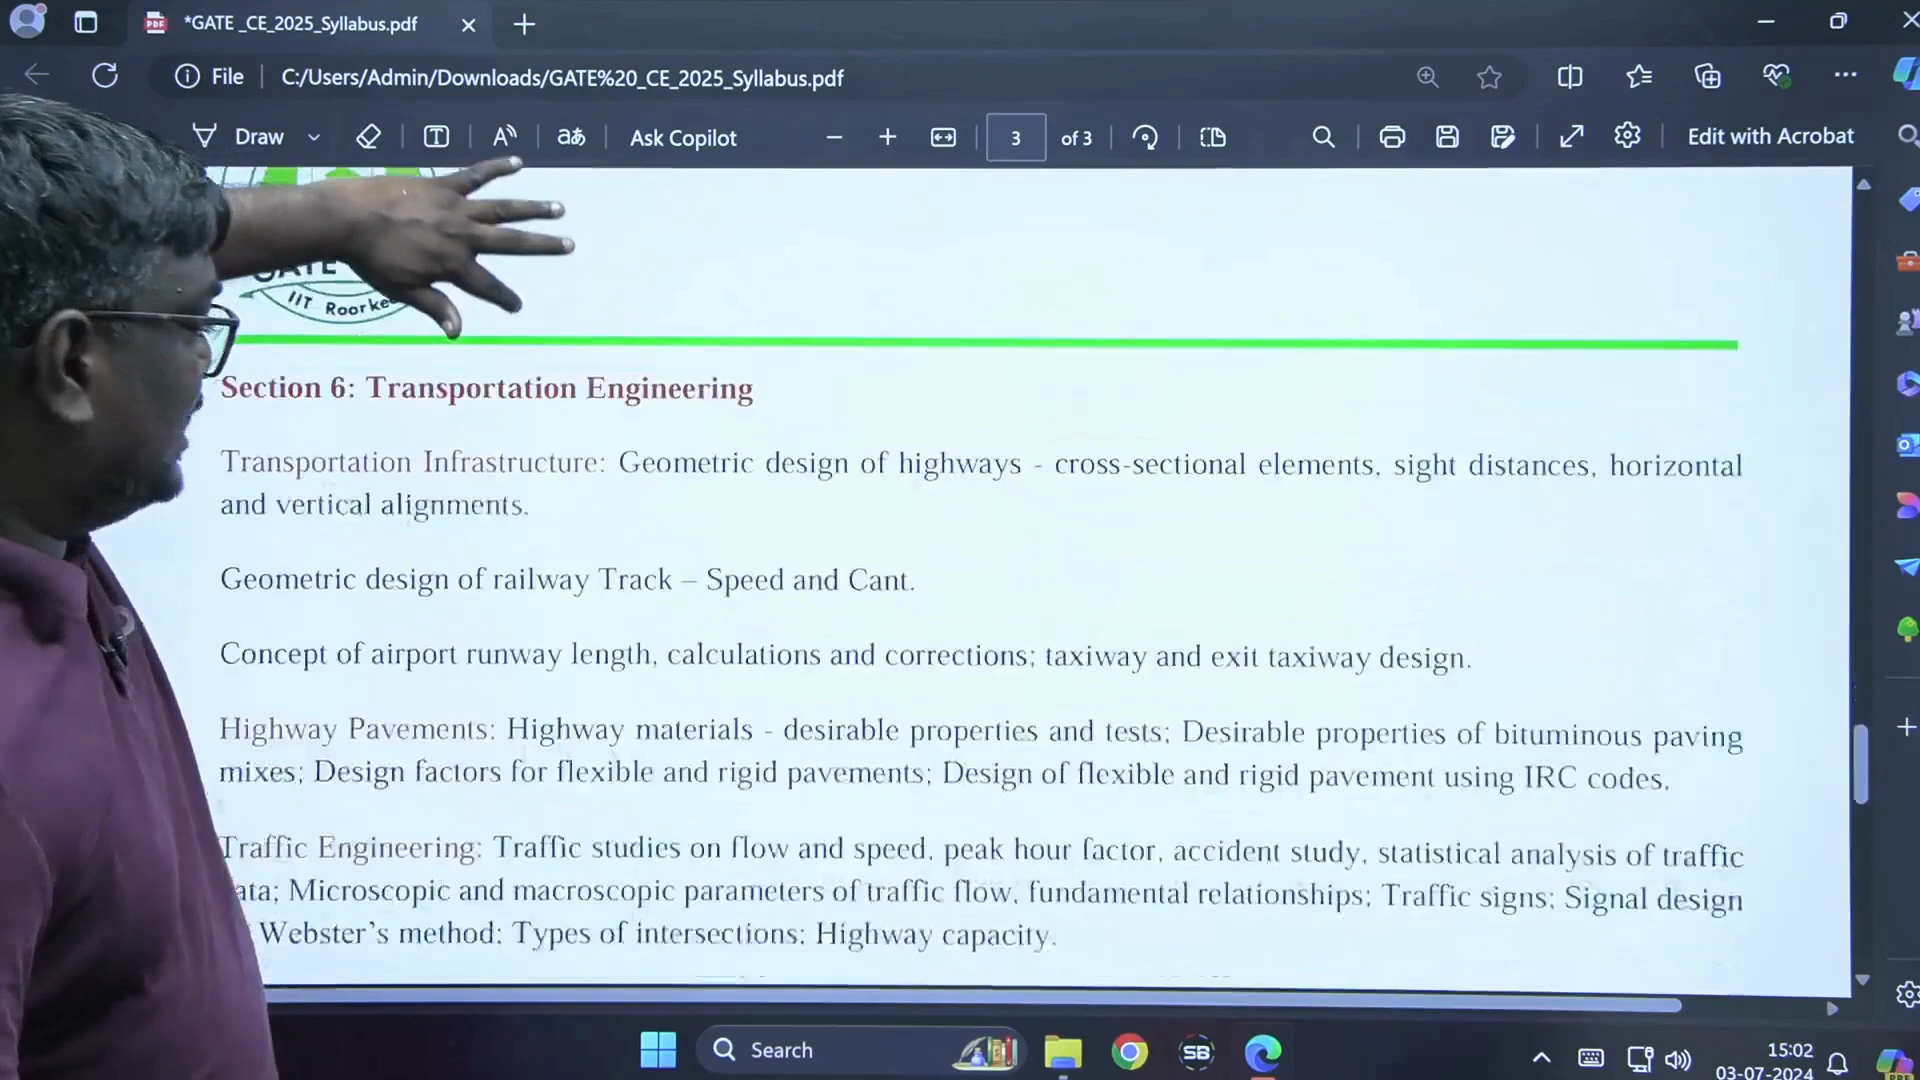 *GATE _CE_2025_Syllabus.pdf
File
C:/Users/Admin/Downloads/GATE%20_CE_2025_Syllabus.pdf
Draw
Ask Copilot
3 of 3
Edit with Acrobat
GATE
IIT Roorkee
Section 6: Transportation Engineering
Transportation Infrastructure: Geometric design of highways - cross-sectional elements, sight distances, horizontal
and vertical alignments.
Geometric design of railway Track – Speed and Cant.
Concept of airport runway length, calculations and corrections; taxiway and exit taxiway design.
Highway Pavements: Highway materials - desirable properties and tests; Desirable properties of bituminous paving
mixes; Design factors for flexible and rigid pavements; Design of flexible and rigid pavement using IRC codes.
Traffic Engineering: Traffic studies on flow and speed, peak hour factor, accident study, statistical analysis of traffic
ata; Microscopic and macroscopic parameters of traffic flow, fundamental relationships; Traffic signs; Signal design
Webster's method; Types of intersections; Highway capacity.
Search
SB
15:02
03-07-2024
PRE